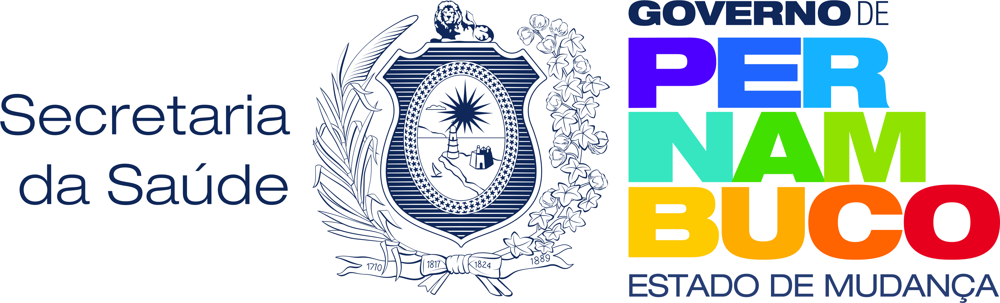 Secretaria
da Saúde
1710
1817
1824
1889
GOVERNO DE
PER
NAM
BUCO
ESTADO DE MUDANÇA